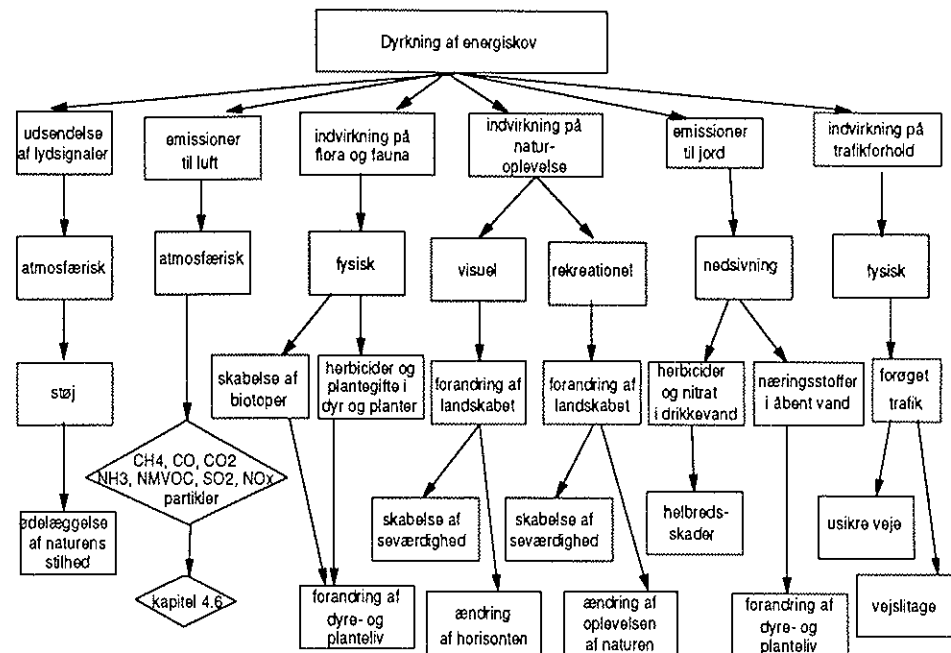 Dyrkning af energiskov
udsendelse
af lydsignaler
emissioner
til luft
indvirkning på
flora og fauna
indvirkning på
natur-
oplevelse
emissioner
til jord
indvirkning på
trafikforhold
atmosfærisk
atmosfærisk
fysisk
visuel
rekreationel
nedsivning
fysisk
støj
skabelse af
biotoper
herbicider og
plantegifte i
dyr og planter
forandring af
landskabet
forandring af
landskabet
herbicider
og nitrat
i drikkevand
næringsstoffer
i åbent vand
forøget
trafik
CH4, CO, CO2
NH3, NMVOC, SO2, NOx
partikler
ødelæggelse
af naturens
stilhed
skabelse af
seværdighed
skabelse af
seværdighed
helbreds-
skader
usikre veje
kapitel 4.6
forandring af
dyre- og
planteliv
ændring
af horisonten
ændring af
oplevelsen
af naturen
forandring af
dyre- og
planteliv
vejslitage